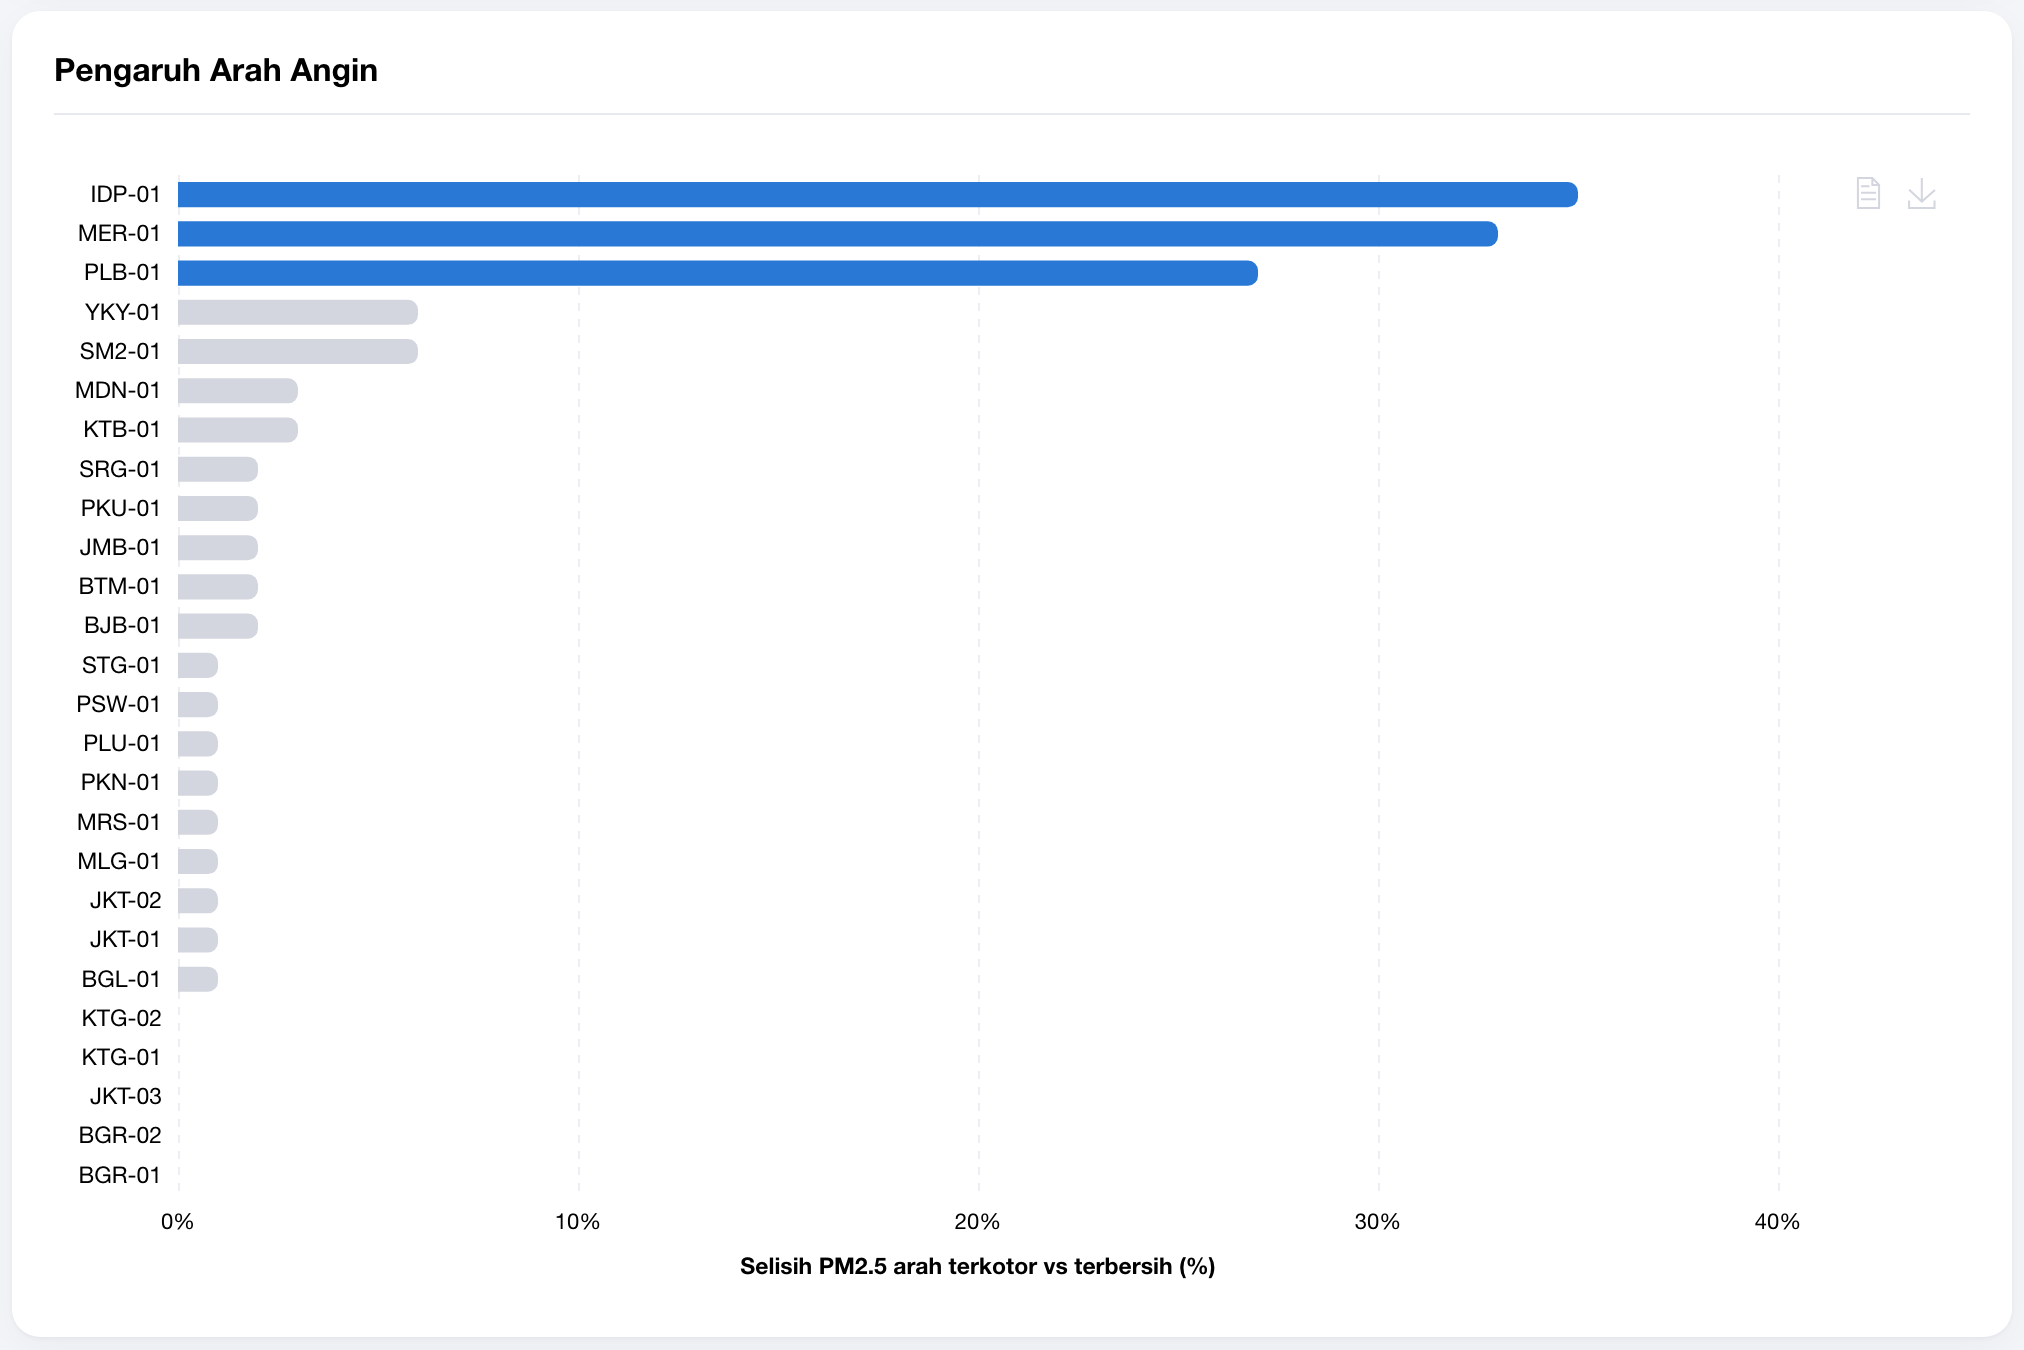 Pengaruh Arah Angin
IDP-01
MER-01
PLB-01
YKY-01
SM2-01
MDN-01
KTB-01
SRG-01
PKU-01
JMB-01
BTM-01
BJB-01
STG-01
PSW-01
PLU-01
PKN-01
MRS-01
MLG-01
JKT-02
JKT-01
BGL-01
KTG-02
KTG-01
JKT-03
BGR-02
BGR-01
0% 10% 20% 30% 40%
Selisih PM2.5 arah terkotor vs terbersih (%)